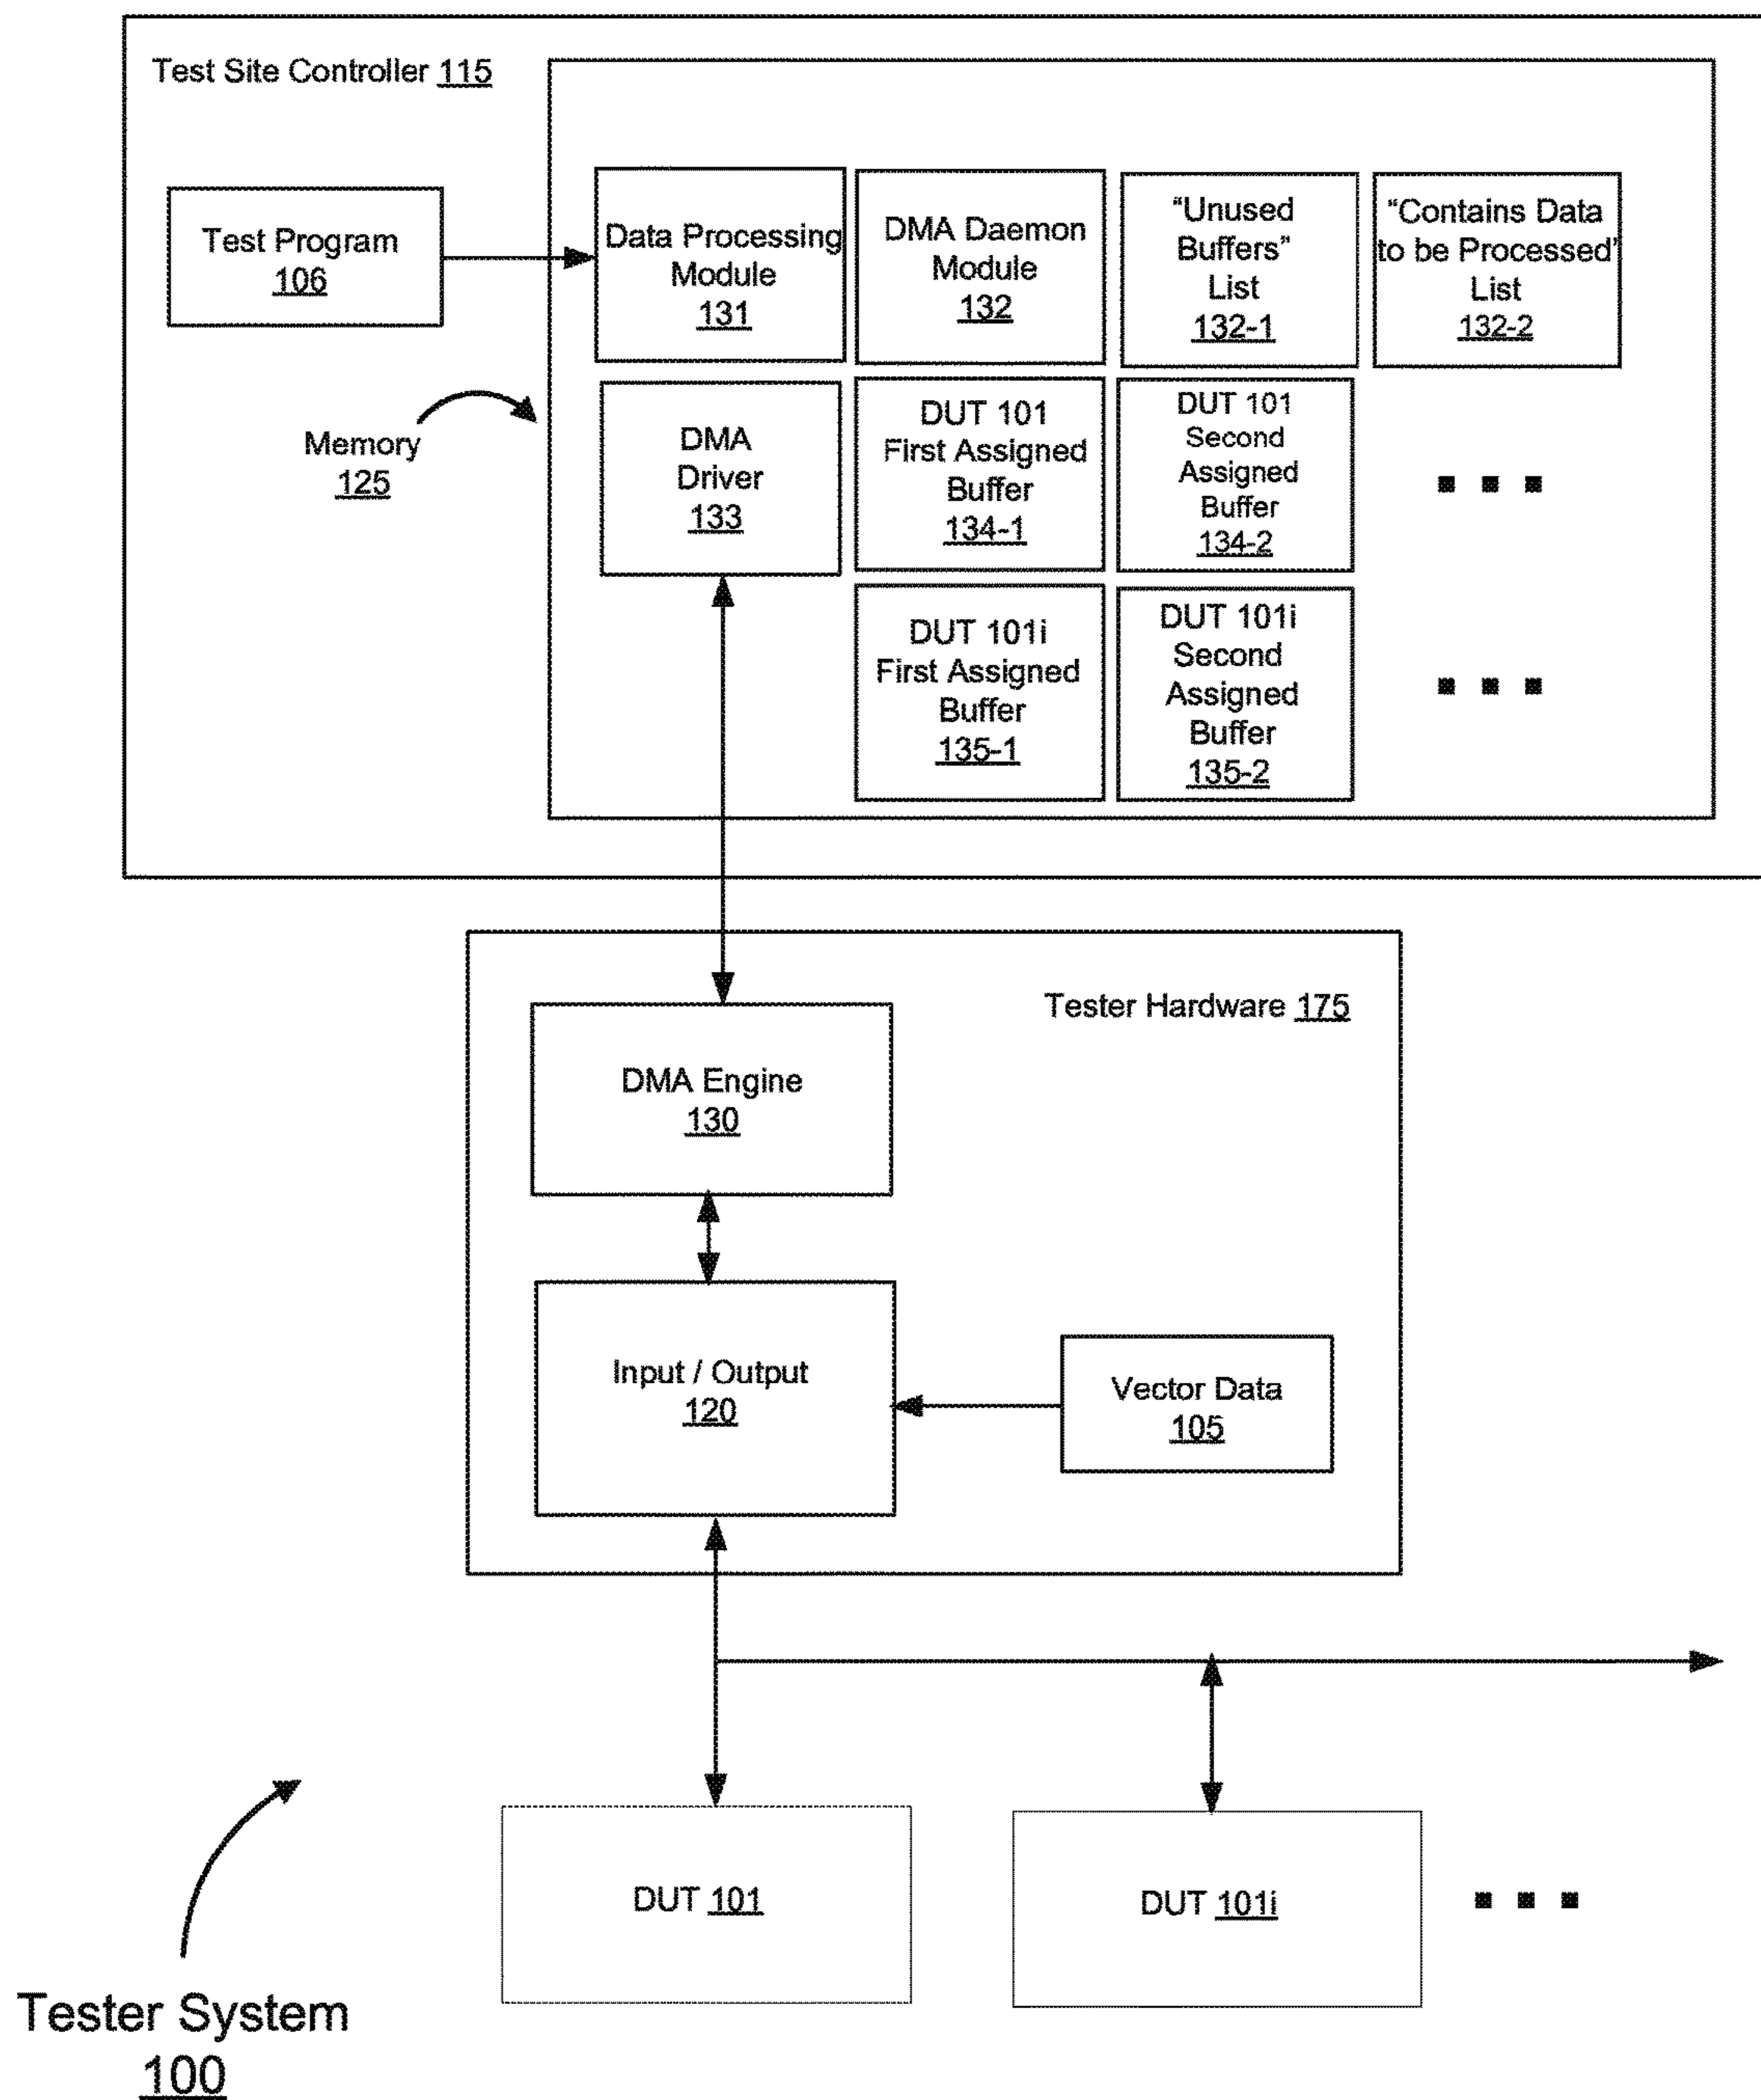 Test Site Controller 115
Test Program
106
Data Processing
Module
131
DMA Daemon
Module
132
“Unused
Buffers”
List
132-1
“Contains Data
to be Processed’
List
132-2
Memory
125
DMA
Driver
133
DUT 101
First Assigned
Buffer
134-1
DUT 101
Second
Assigned
Buffer
134-2
DUT 101i
First Assigned
Buffer
135-1
DUT 101i
Second
Assigned
Buffer
135-2
Tester Hardware 175
DMA Engine
130
Input / Output
120
Vector Data
105
DUT 101
DUT 101i
Tester System
100